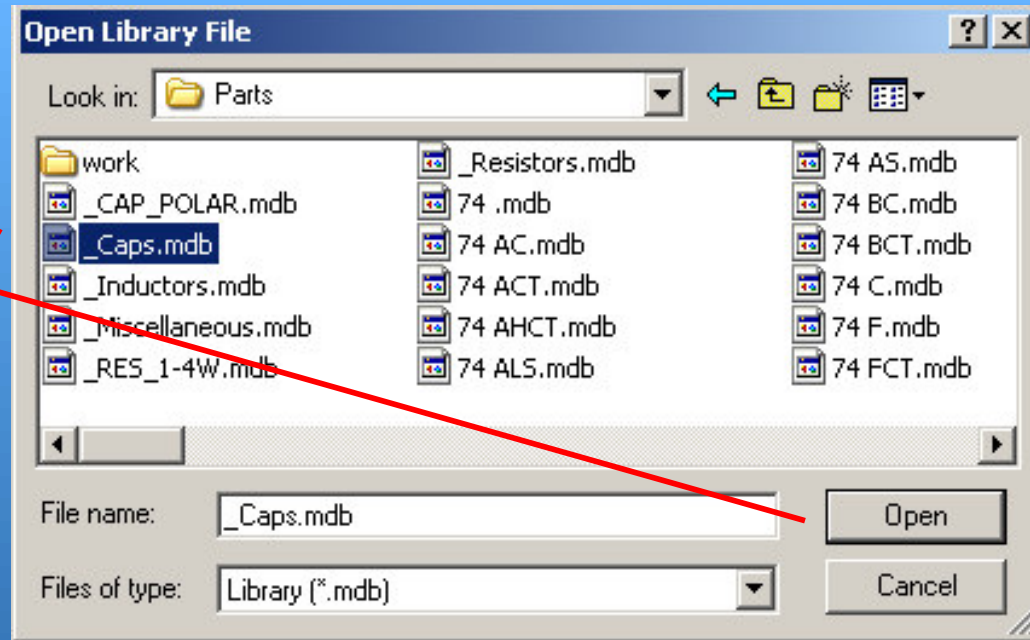 Open Library File
Look in: Parts
work _Resistors.mdb 74 AS.mdb
_CAP_POLAR.mdb 74 .mdb 74 BC.mdb
_Caps.mdb 74 AC.mdb 74 BCT.mdb
_Inductors.mdb 74 ACT.mdb 74 C.mdb
_Miscellaneous.mdb 74 AHCT.mdb 74 F.mdb
_RES_1-4W.mdb 74 ALS.mdb 74 FCT.mdb
File name: _Caps.mdb Open
Files of type: Library (*.mdb) Cancel